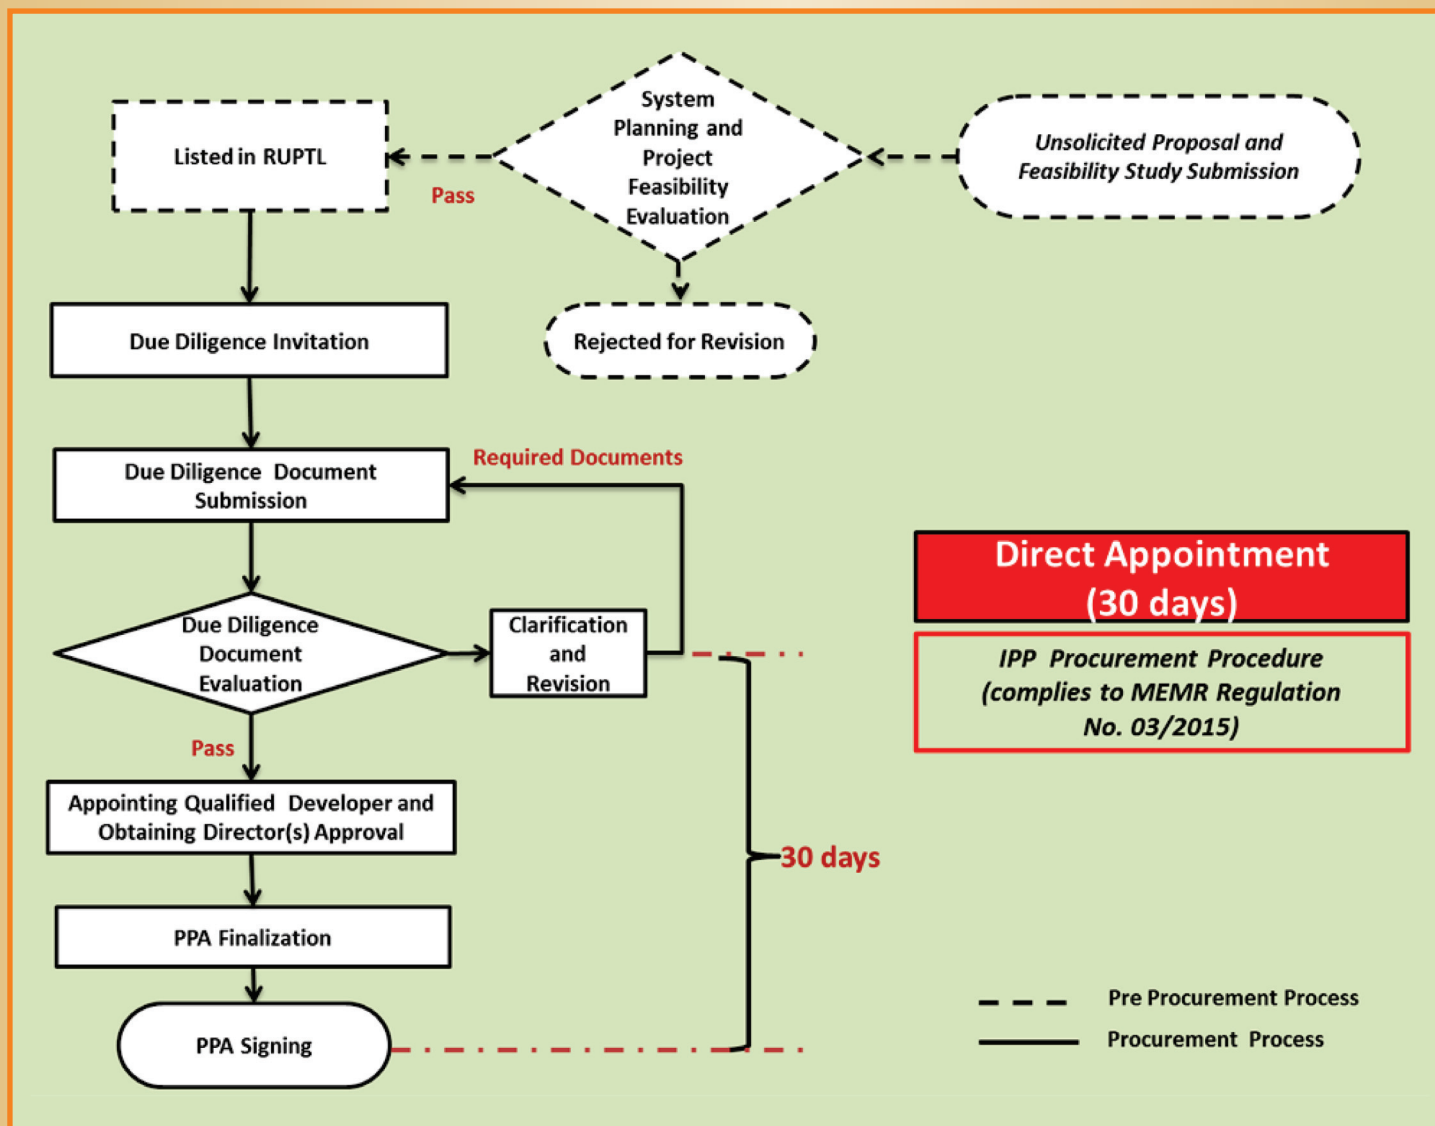 Unsolicited Proposal and
Feasibility Study Submission
System
Planning and
Project
Feasibility
Evaluation
Pass
Listed in RUPTL
Rejected for Revision
Due Diligence Invitation
Due Diligence Document
Submission
Required Documents
Due Diligence
Document
Evaluation
Clarification
and
Revision
Pass
Appointing Qualified Developer and
Obtaining Director(s) Approval
PPA Finalization
PPA Signing
30 days
Direct Appointment
(30 days)
IPP Procurement Procedure
(complies to MEMR Regulation
No. 03/2015)
Pre Procurement Process
Procurement Process